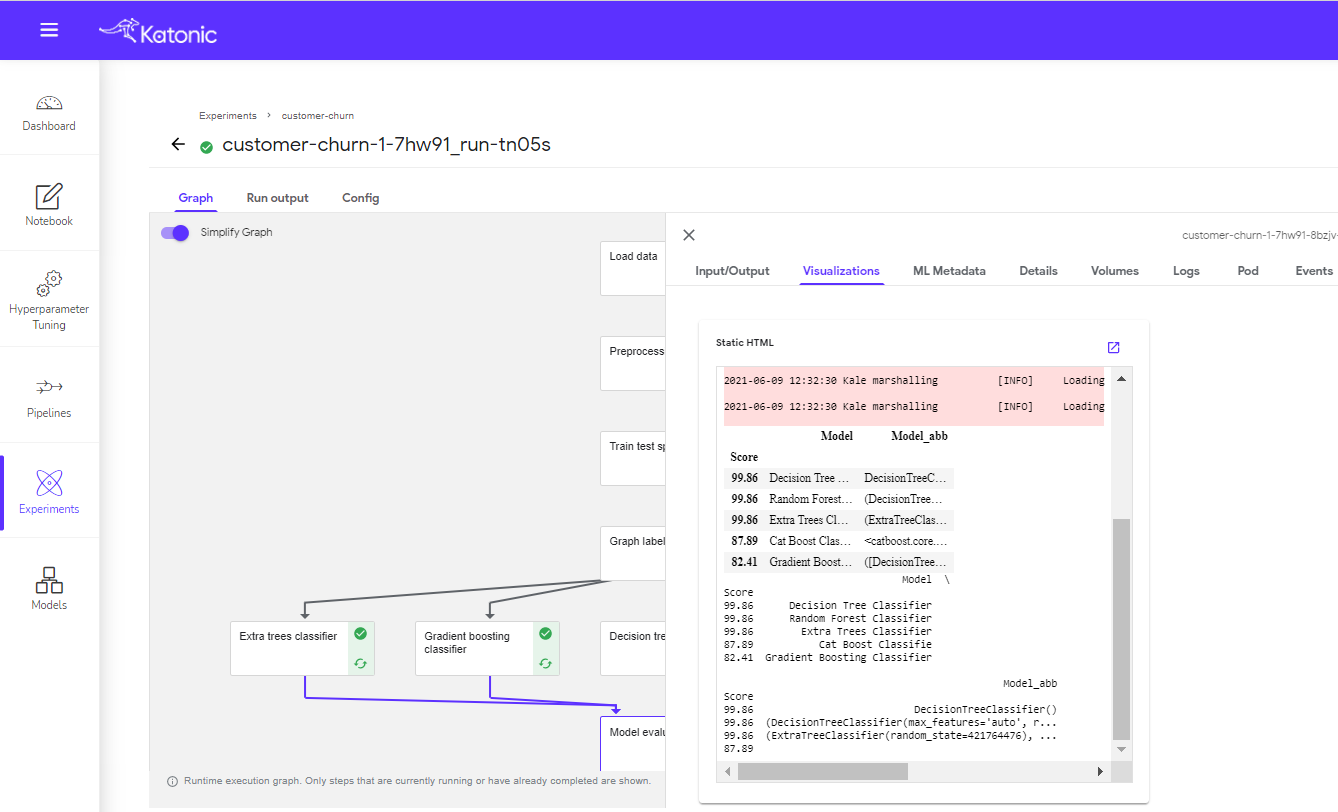 Katonic
Dashboard
Notebook
Hyperparameter
Tuning
Pipelines
Experiments
Models
Experiments > customer-churn
customer-churn-1-7hw91_run-tn05s
Graph Run output Config
Simplify Graph
Load data
Preprocess
Train test sp
Graph label
Extra trees classifier
Gradient boosting
classifier
Decision tre
Model evalu
Runtime execution graph. Only steps that are currently running or have already completed are shown.
customer-churn-1-7hw91-8bzjv-
Input/Output Visualizations ML Metadata Details Volumes Logs Pod Events
Static HTML
2021-06-09 12:32:30 Kale marshalling [INFO] Loading
2021-06-09 12:32:30 Kale marshalling [INFO] Loading
Model Model_abb
Score
99.86 Decision Tree ... DecisionTreeC...
99.86 Random Forest... (DecisionTree...
99.86 Extra Trees Cl... (ExtraTreeClas...
87.89 Cat Boost Clas... <catboost.core....
82.41 Gradient Boost... ([DecisionTree...
Model \
Score
99.86 Decision Tree Classifier
99.86 Random Forest Classifier
99.86 Extra Trees Classifier
87.89 Cat Boost Classifie
82.41 Gradient Boosting Classifier
Model_abb
Score
99.86 DecisionTreeClassifier()
99.86 (DecisionTreeClassifier(max_features='auto', r...
99.86 (ExtraTreeClassifier(random_state=421764476), ...
87.89